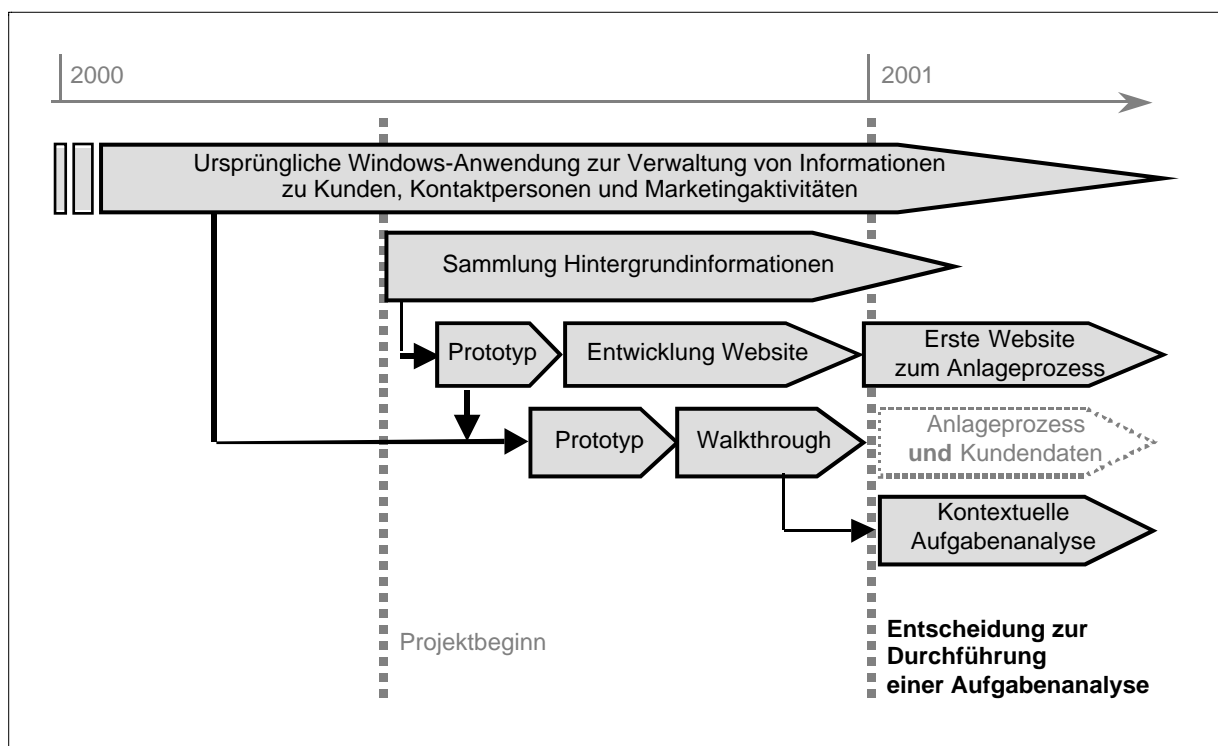 2000
2001
Ursprüngliche Windows-Anwendung zur Verwaltung von Informationen
zu Kunden, Kontaktpersonen und Marketingaktivitäten
Sammlung Hintergrundinformationen
Prototyp
Entwicklung Website
Erste Website
zum Anlageprozess
Prototyp
Walkthrough
Anlageprozess
und Kundendaten
Kontextuelle
Aufgabenanalyse
Projektbeginn
Entscheidung zur
Durchführung
einer Aufgabenanalyse